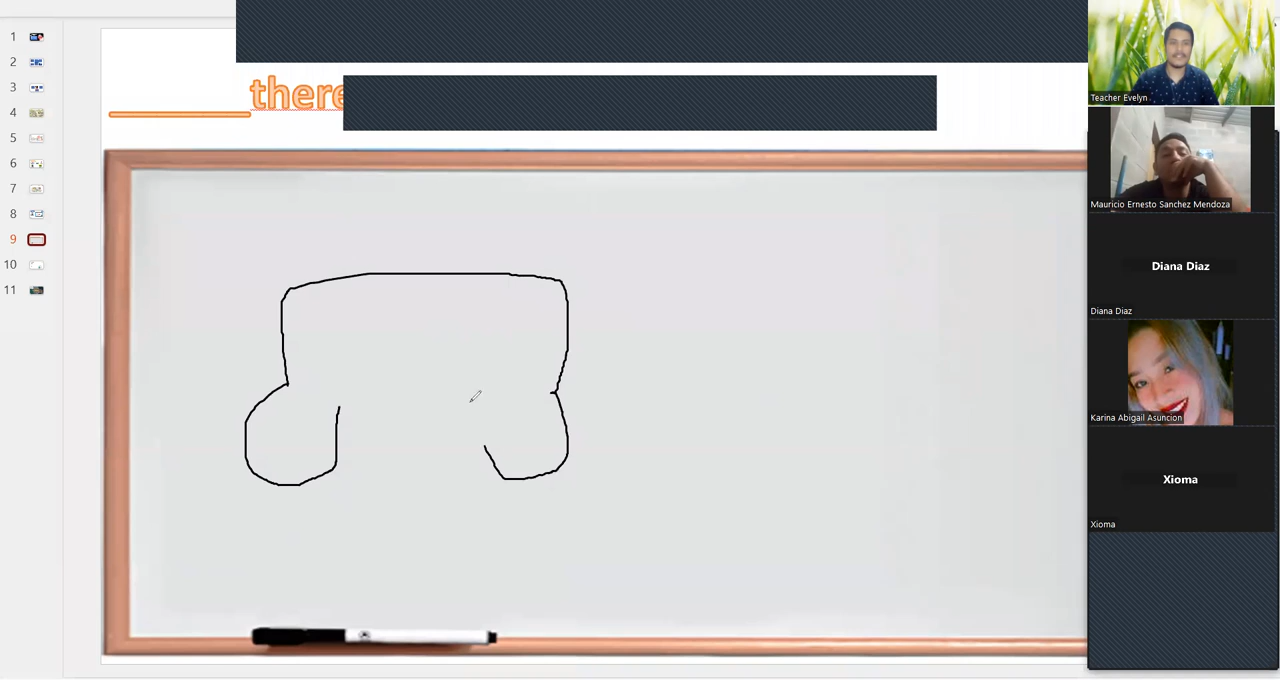 1
2
3
4
5
6
7
8
9
10
11
there
Teacher Evelyn
Mauricio Ernesto Sanchez Mendoza
Diana Diaz
Diana Diaz
Karina Abigail Asuncion
Xioma
Xioma